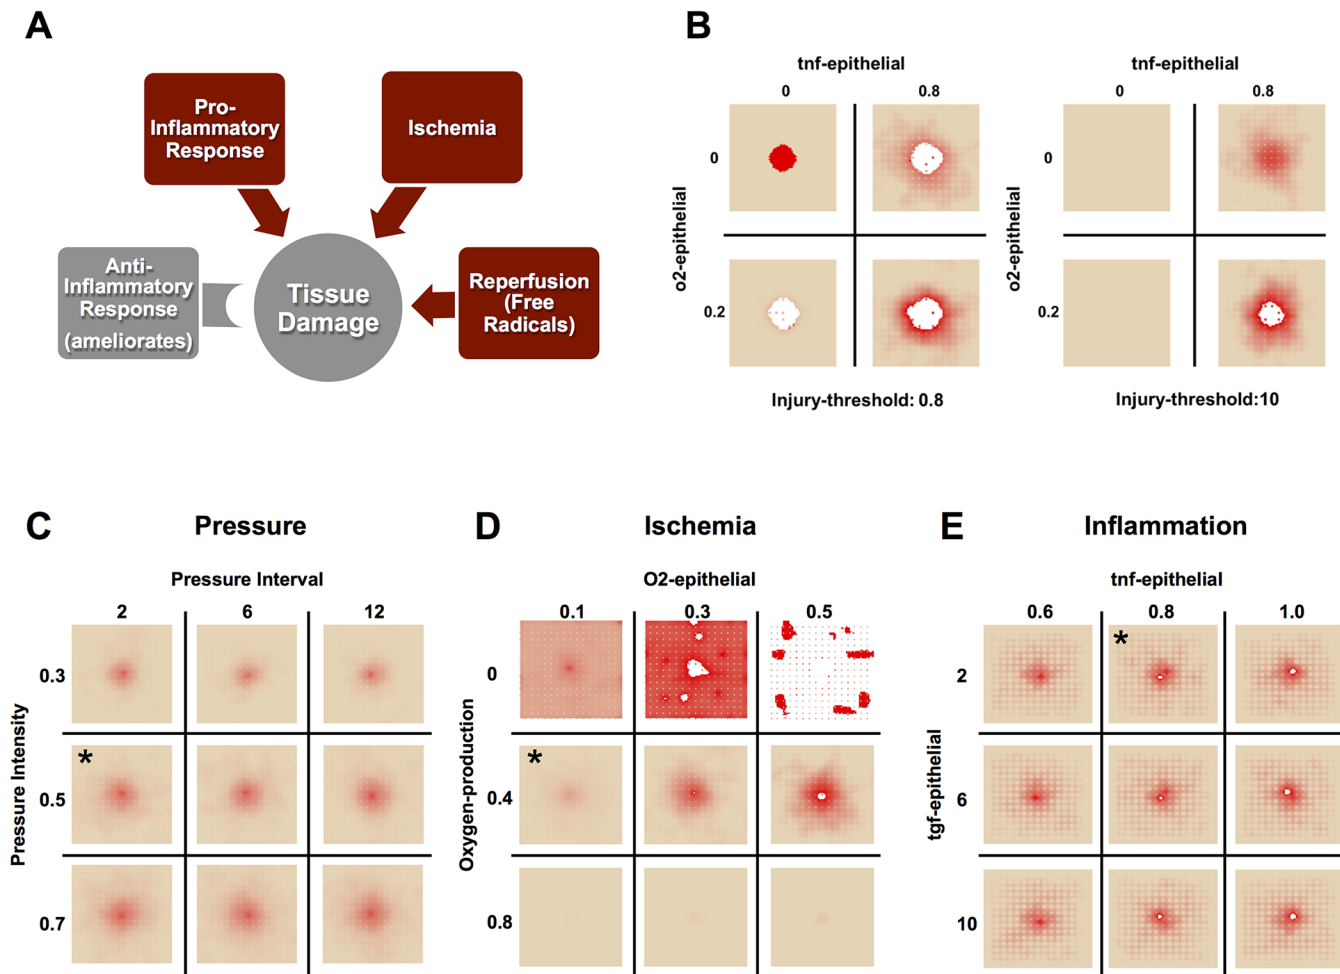 A
Pro-
Inflammatory
Response
Ischemia
Anti-
Inflammatory
Response
(ameliorates)
Tissue
Damage
Reperfusion
(Free
Radicals)
B
tnf-epithelial
0 0.8
o2-epithelial
0
0.2
Injury-threshold: 0.8
tnf-epithelial
0 0.8
o2-epithelial
0
0.2
Injury-threshold:10
C Pressure
Pressure Interval
2 6 12
Pressure Intensity
0.3
*
0.5
0.7
D Ischemia
O2-epithelial
0.1 0.3 0.5
Oxygen-production
0
*
0.4
0.8
E Inflammation
tnf-epithelial
0.6 0.8 1.0
tgf-epithelial
*
2
6
10